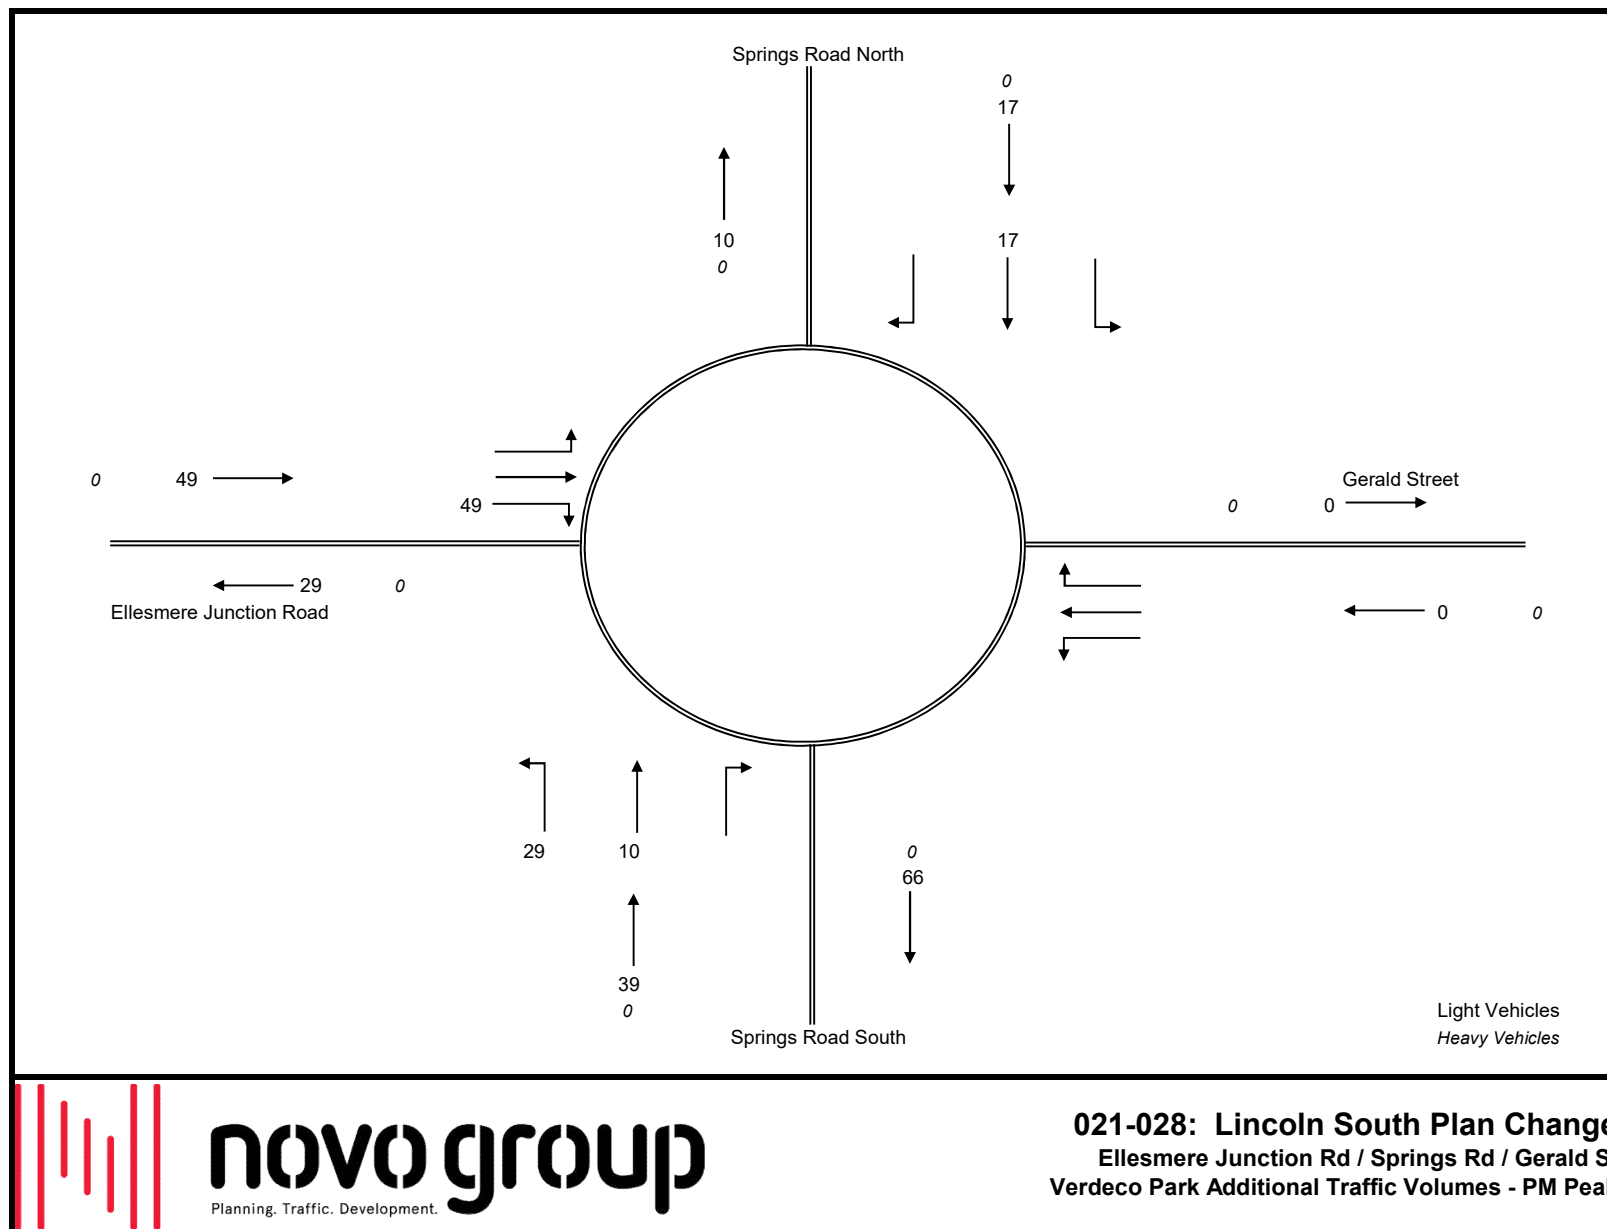 Springs Road North
0
17
10
0
17
0
49
49
Gerald Street
0
0
29
0
Ellesmere Junction Road
0
0
29
10
0
66
39
0
Springs Road South
Light Vehicles
Heavy Vehicles
novo group
Planning. Traffic. Development.
021-028: Lincoln South Plan Change
Ellesmere Junction Rd / Springs Rd / Gerald S
Verdeco Park Additional Traffic Volumes - PM Pea